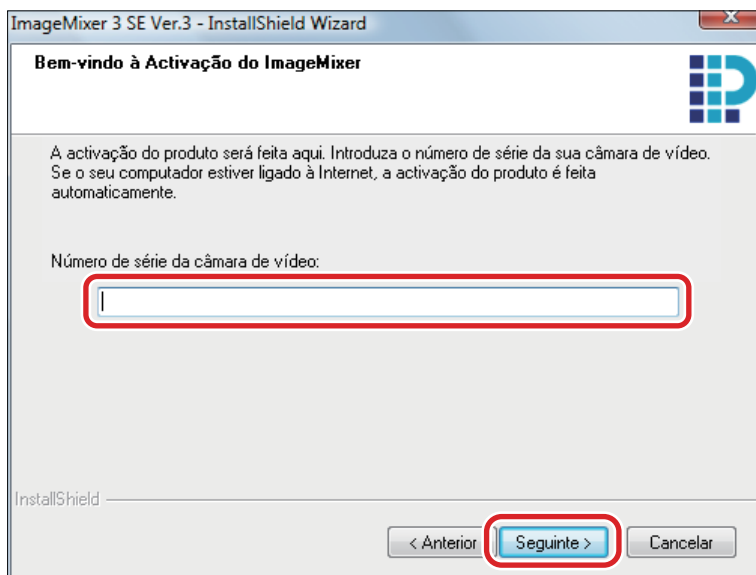 ImageMixer 3 SE Ver.3 - InstallShield Wizard
Bem-vindo à Activação do ImageMixer
A activação do produto será feita aqui. Introduza o número de série da sua câmara de vídeo.
Se o seu computador estiver ligado à Internet, a activação do produto é feita
automaticamente.
Número de série da câmara de vídeo:
InstallShield
< Anterior
Seguinte >
Cancelar